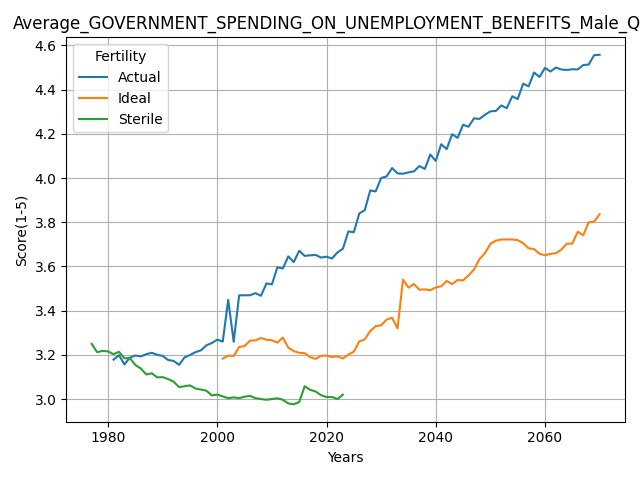 Average_GOVERNMENT_SPENDING_ON_UNEMPLOYMENT_BENEFITS_Male_Q
Fertility
Actual
Ideal
Sterile
Score(1-5)
4.6
4.4
4.2
4.0
3.8
3.6
3.4
3.2
3.0
1980 2000 2020 2040 2060
Years